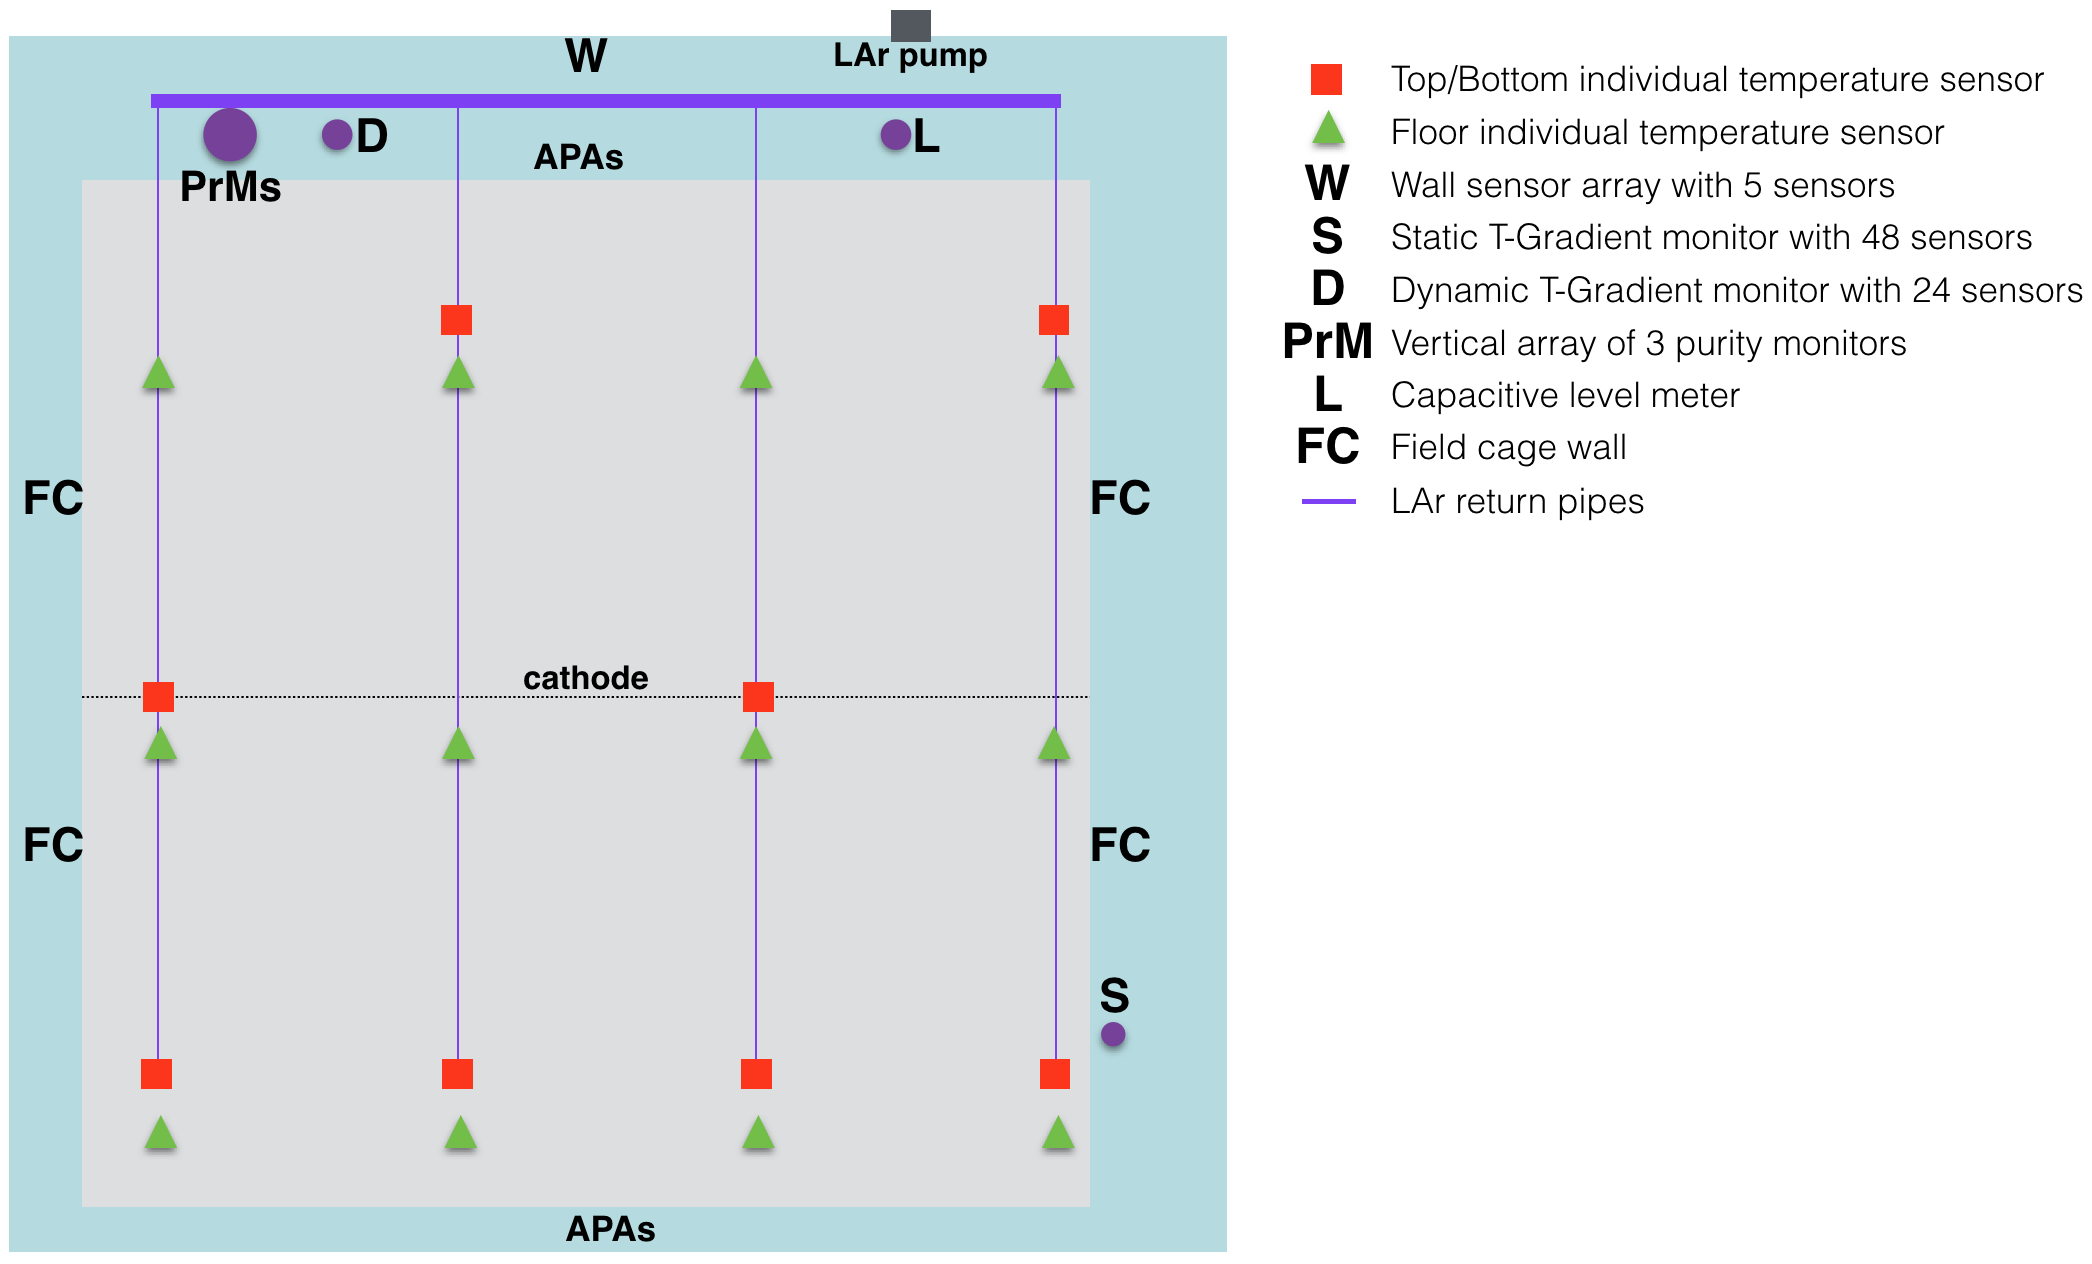 W
LAr pump
D
L
APAs
PrMs
FC
FC
cathode
FC
FC
S
APAs
Top/Bottom individual temperature sensor
Floor individual temperature sensor
W Wall sensor array with 5 sensors
S Static T-Gradient monitor with 48 sensors
D Dynamic T-Gradient monitor with 24 sensors
PrM Vertical array of 3 purity monitors
L Capacitive level meter
FC Field cage wall
LAr return pipes